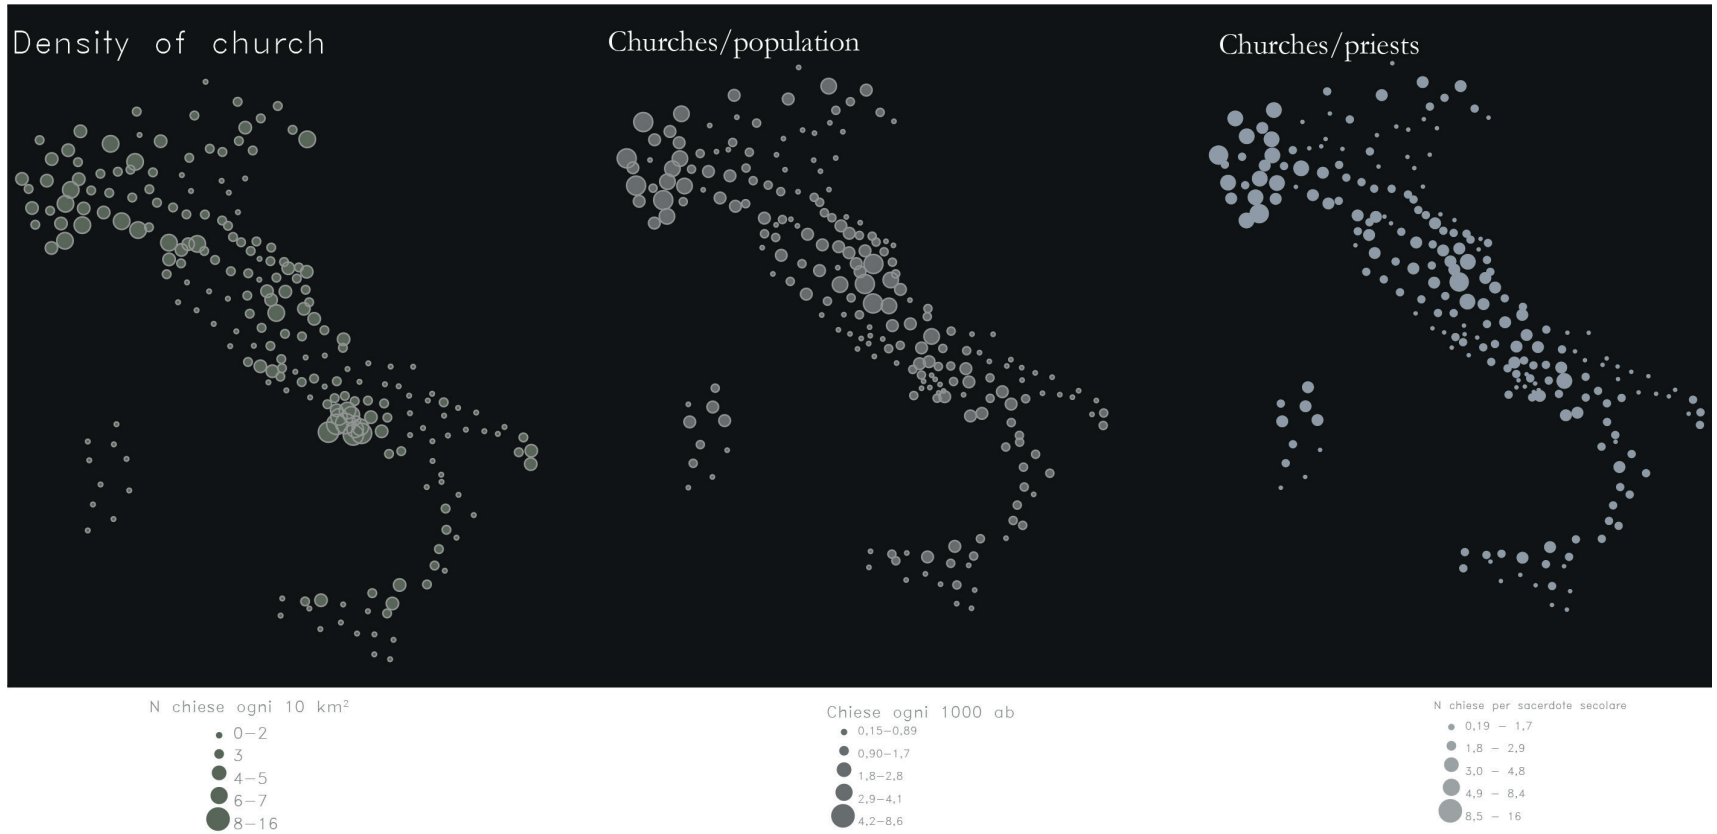 Density of church
Churches/population
Churches/priests
N chiese ogni 10 km²
0–2
3
4–5
6–7
8–16
Chiese ogni 1000 ab
0,15–0,89
0,90–1,7
1,8–2,8
2,9–4,1
4,2–8,6
N chiese per sacerdote secolare
0,19 – 1,7
1,8 – 2,9
3,0 – 4,8
4,9 – 8,4
8,5 – 16